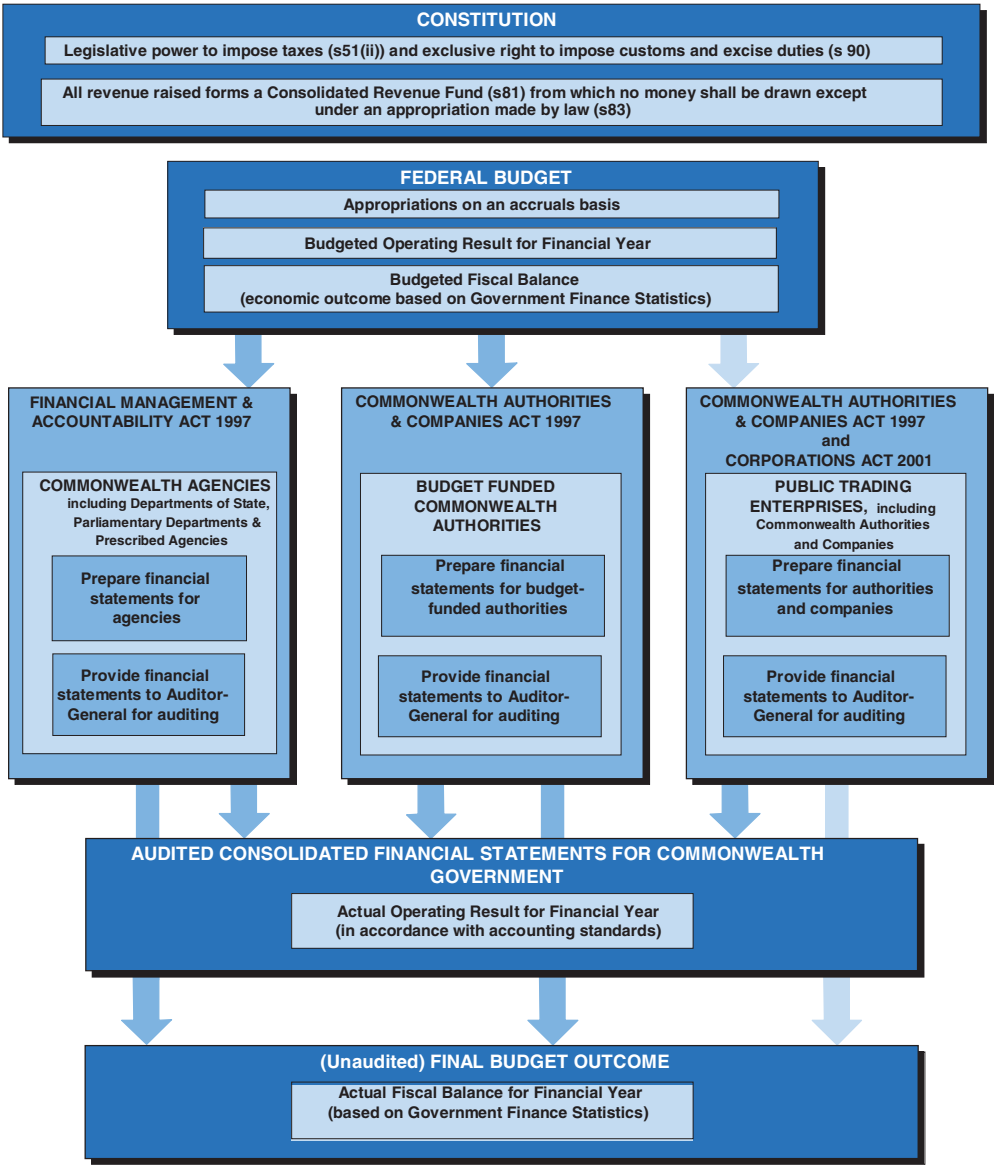 CONSTITUTION
Legislative power to impose taxes (s51(ii)) and exclusive right to impose customs and excise duties (s 90)
All revenue raised forms a Consolidated Revenue Fund (s81) from which no money shall be drawn except
under an appropriation made by law (s83)
FEDERAL BUDGET
Appropriations on an accruals basis
Budgeted Operating Result for Financial Year
Budgeted Fiscal Balance
(economic outcome based on Government Finance Statistics)
FINANCIAL MANAGEMENT &
ACCOUNTABILITY ACT 1997
COMMONWEALTH AGENCIES
including Departments of State,
Parliamentary Departments &
Prescribed Agencies
Prepare financial
statements for
agencies
Provide financial
statements to Auditor-
General for auditing
COMMONWEALTH AUTHORITIES
& COMPANIES ACT 1997
BUDGET FUNDED
COMMONWEALTH
AUTHORITIES
Prepare financial
statements for budget-
funded authorities
Provide financial
statements to Auditor-
General for auditing
COMMONWEALTH AUTHORITIES
& COMPANIES ACT 1997
and
CORPORATIONS ACT 2001
PUBLIC TRADING
ENTERPRISES, including
Commonwealth Authorities
and Companies
Prepare financial
statements for authorities
and companies
Provide financial
statements to Auditor-
General for auditing
AUDITED CONSOLIDATED FINANCIAL STATEMENTS FOR COMMONWEALTH
GOVERNMENT
Actual Operating Result for Financial Year
(in accordance with accounting standards)
(Unaudited) FINAL BUDGET OUTCOME
Actual Fiscal Balance for Financial Year
(based on Government Finance Statistics)